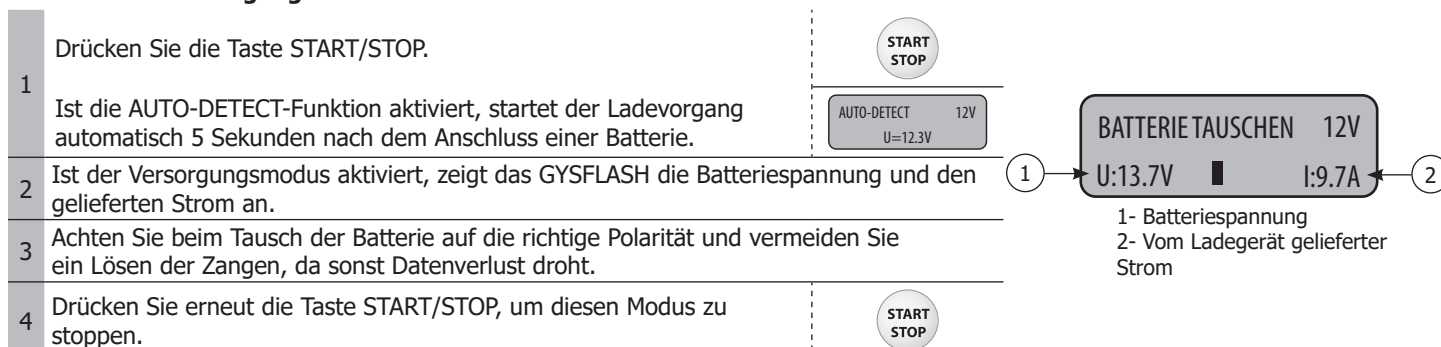 1
Drücken Sie die Taste START/STOP.
START
STOP
Ist die AUTO-DETECT-Funktion aktiviert, startet der Ladevorgang
automatisch 5 Sekunden nach dem Anschluss einer Batterie.
AUTO-DETECT 12V
U=12.3V
2
Ist der Versorgungsmodus aktiviert, zeigt das GYSFLASH die Batteriespannung und den
gelieferten Strom an.
3
Achten Sie beim Tausch der Batterie auf die richtige Polarität und vermeiden Sie
ein Lösen der Zangen, da sonst Datenverlust droht.
4
Drücken Sie erneut die Taste START/STOP, um diesen Modus zu
stoppen.
START
STOP
BATTERIE TAUSCHEN 12V
1 U:13.7V I:9.7A 2
1- Batteriespannung
2- Vom Ladegerät gelieferter
Strom